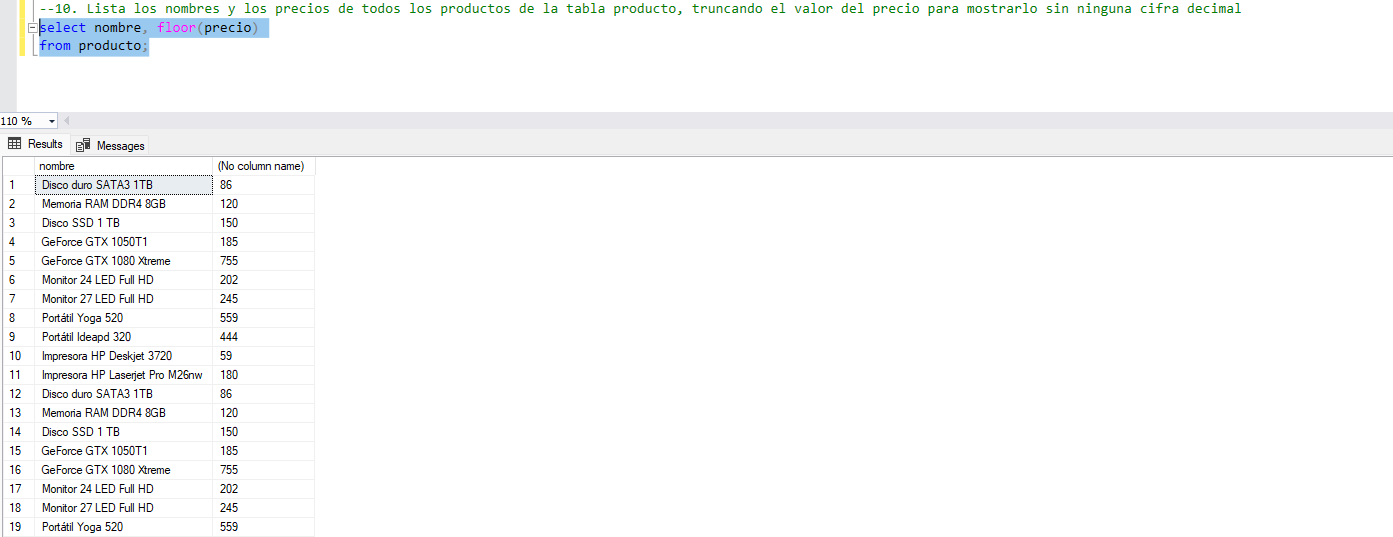 --10. Lista los nombres y los precios de todos los productos de la tabla producto, truncando el valor del precio para mostrarlo sin ninguna cifra decimal
select nombre, floor(precio)
from producto;
110 %
Results Messages
nombre (No column name)
1 Disco duro SATA3 1TB 86
2 Memoria RAM DDR4 8GB 120
3 Disco SSD 1 TB 150
4 GeForce GTX 1050T1 185
5 GeForce GTX 1080 Xtreme 755
6 Monitor 24 LED Full HD 202
7 Monitor 27 LED Full HD 245
8 Portátil Yoga 520 559
9 Portátil Ideapd 320 444
10 Impresora HP Deskjet 3720 59
11 Impresora HP Laserjet Pro M26nw 180
12 Disco duro SATA3 1TB 86
13 Memoria RAM DDR4 8GB 120
14 Disco SSD 1 TB 150
15 GeForce GTX 1050T1 185
16 GeForce GTX 1080 Xtreme 755
17 Monitor 24 LED Full HD 202
18 Monitor 27 LED Full HD 245
19 Portátil Yoga 520 559